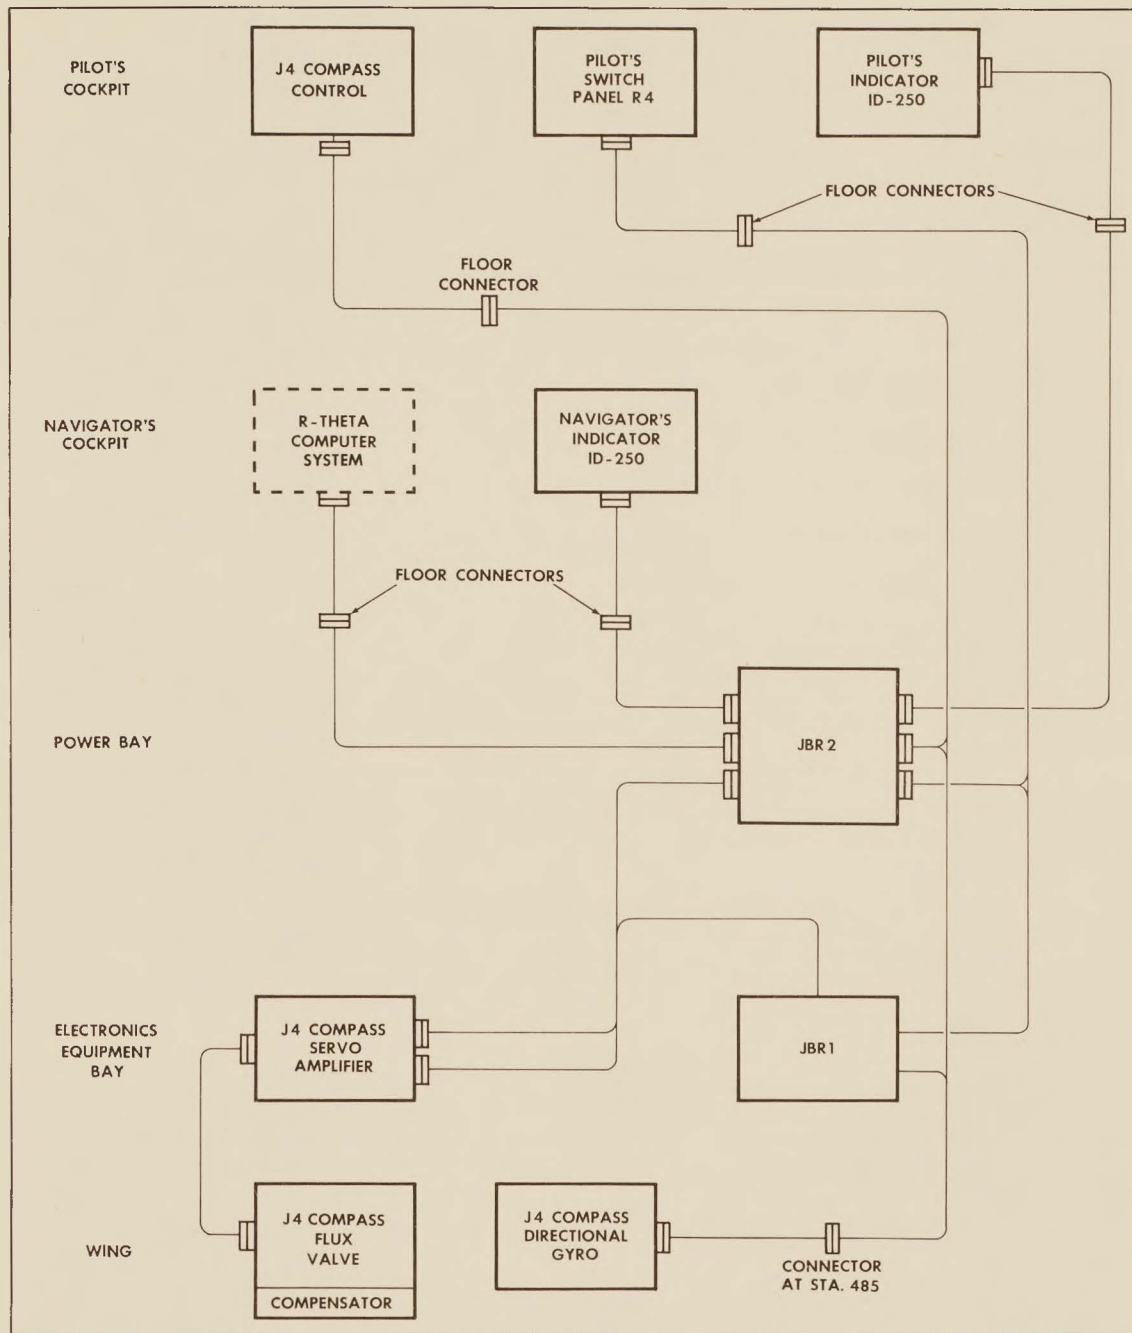 PILOT'S
COCKPIT
J4 COMPASS
CONTROL
PILOT'S
SWITCH
PANEL R4
PILOT'S
INDICATOR
ID-250
FLOOR CONNECTORS
FLOOR
CONNECTOR
NAVIGATOR'S
COCKPIT
R-THETA
COMPUTER
SYSTEM
NAVIGATOR'S
INDICATOR
ID-250
FLOOR CONNECTORS
POWER BAY
JBR 2
ELECTRONICS
EQUIPMENT
BAY
J4 COMPASS
SERVO
AMPLIFIER
JBR 1
WING
J4 COMPASS
FLUX
VALVE
COMPENSATOR
J4 COMPASS
DIRECTIONAL
GYRO
CONNECTOR
AT STA. 485